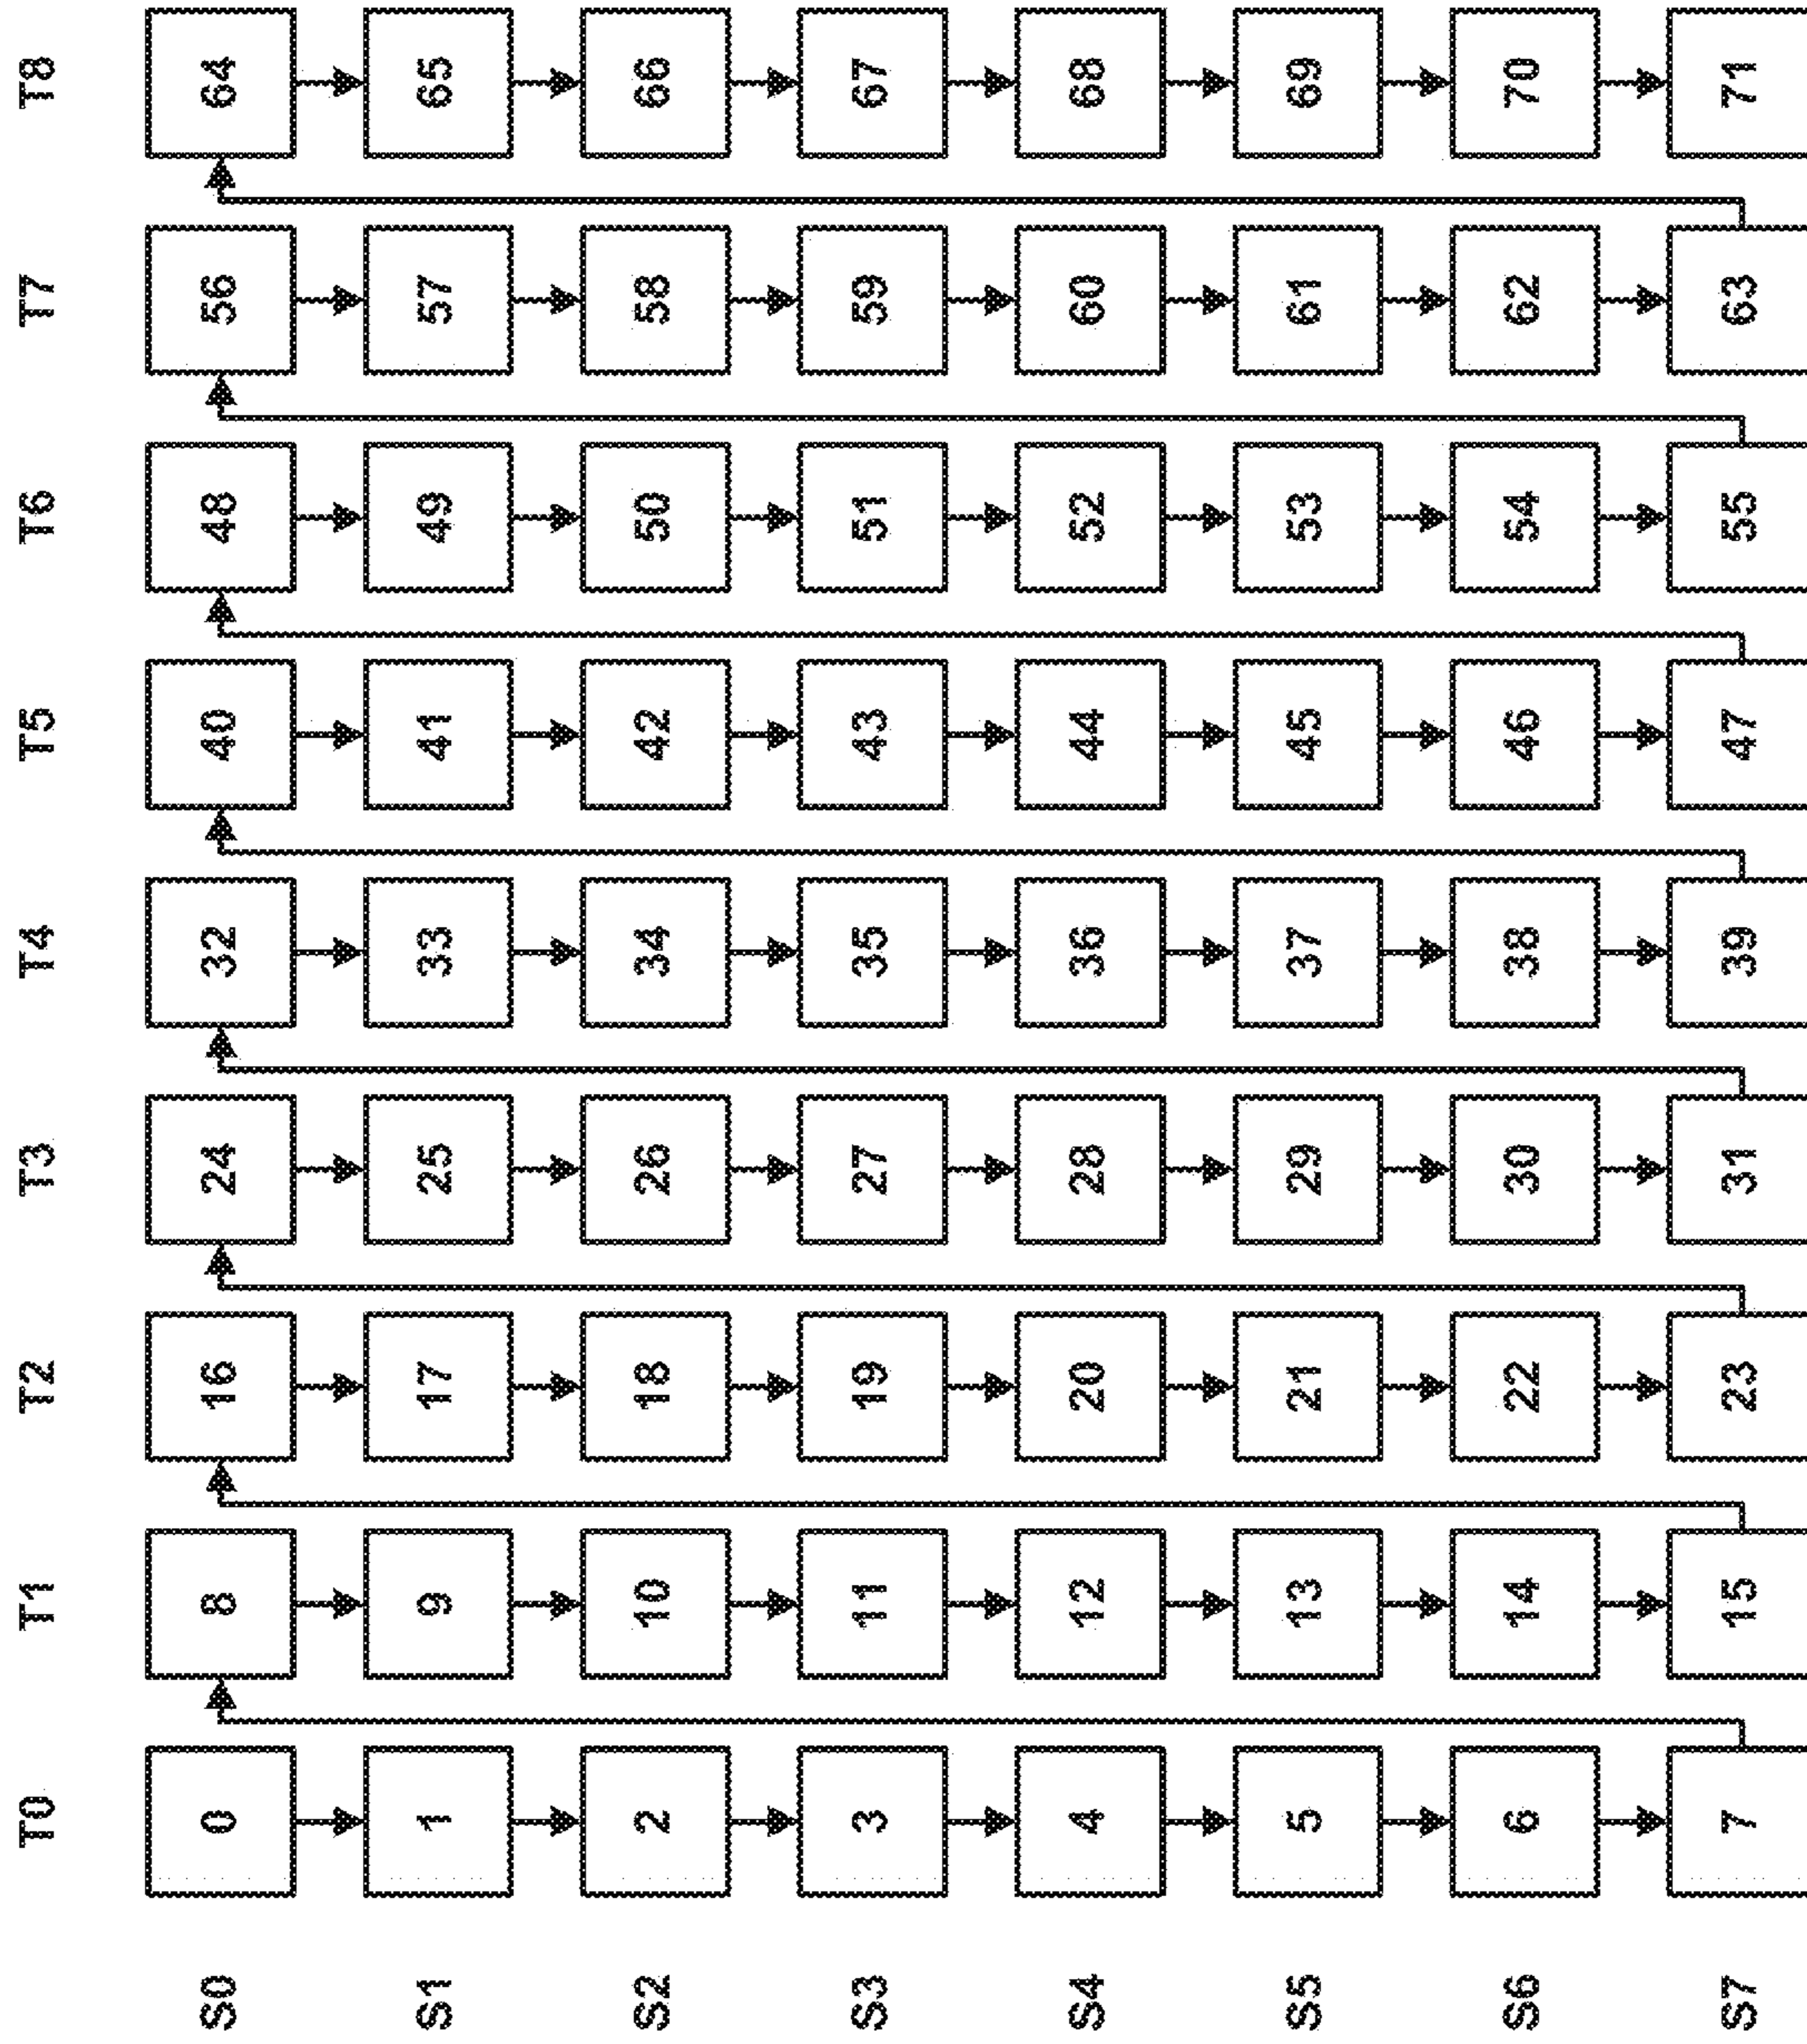 T0 T1 T2 T3 T4 T5 T6 T7 T8
S0 0 8 16 24 32 40 48 56 64
S1 1 9 17 25 33 41 49 57 65
S2 2 10 18 26 34 42 50 58 66
S3 3 11 19 27 35 43 51 59 67
S4 4 12 20 28 36 44 52 60 68
S5 5 13 21 29 37 45 53 61 69
S6 6 14 22 30 38 46 54 62 70
S7 7 15 23 31 39 47 55 63 71